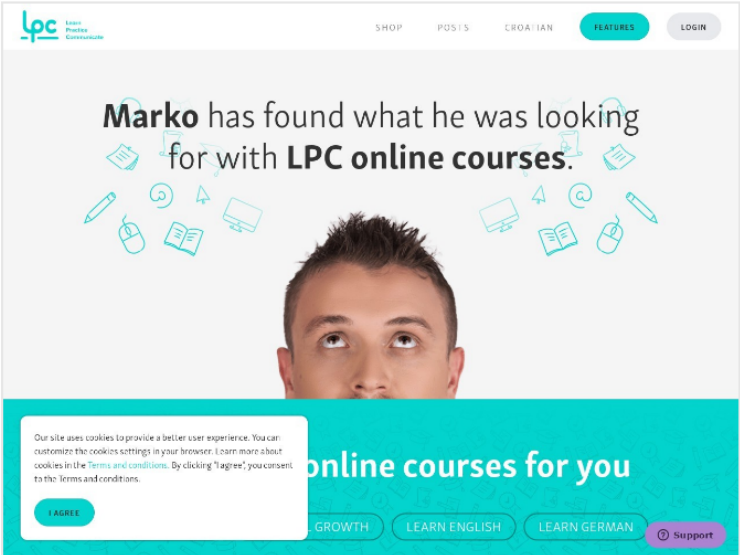 lpc Learn
Practice
Communicate
SHOP POSTS CROATIAN FEATURES LOGIN
Marko has found what he was looking
for with LPC online courses.
Our site uses cookies to provide a better user experience. You can
customize the cookies settings in your browser. Learn more about
cookies in the Terms and conditions. By clicking "I agree", you consent
to the Terms and conditions.
I AGREE
online courses for you
GROWTH LEARN ENGLISH LEARN GERMAN
Support